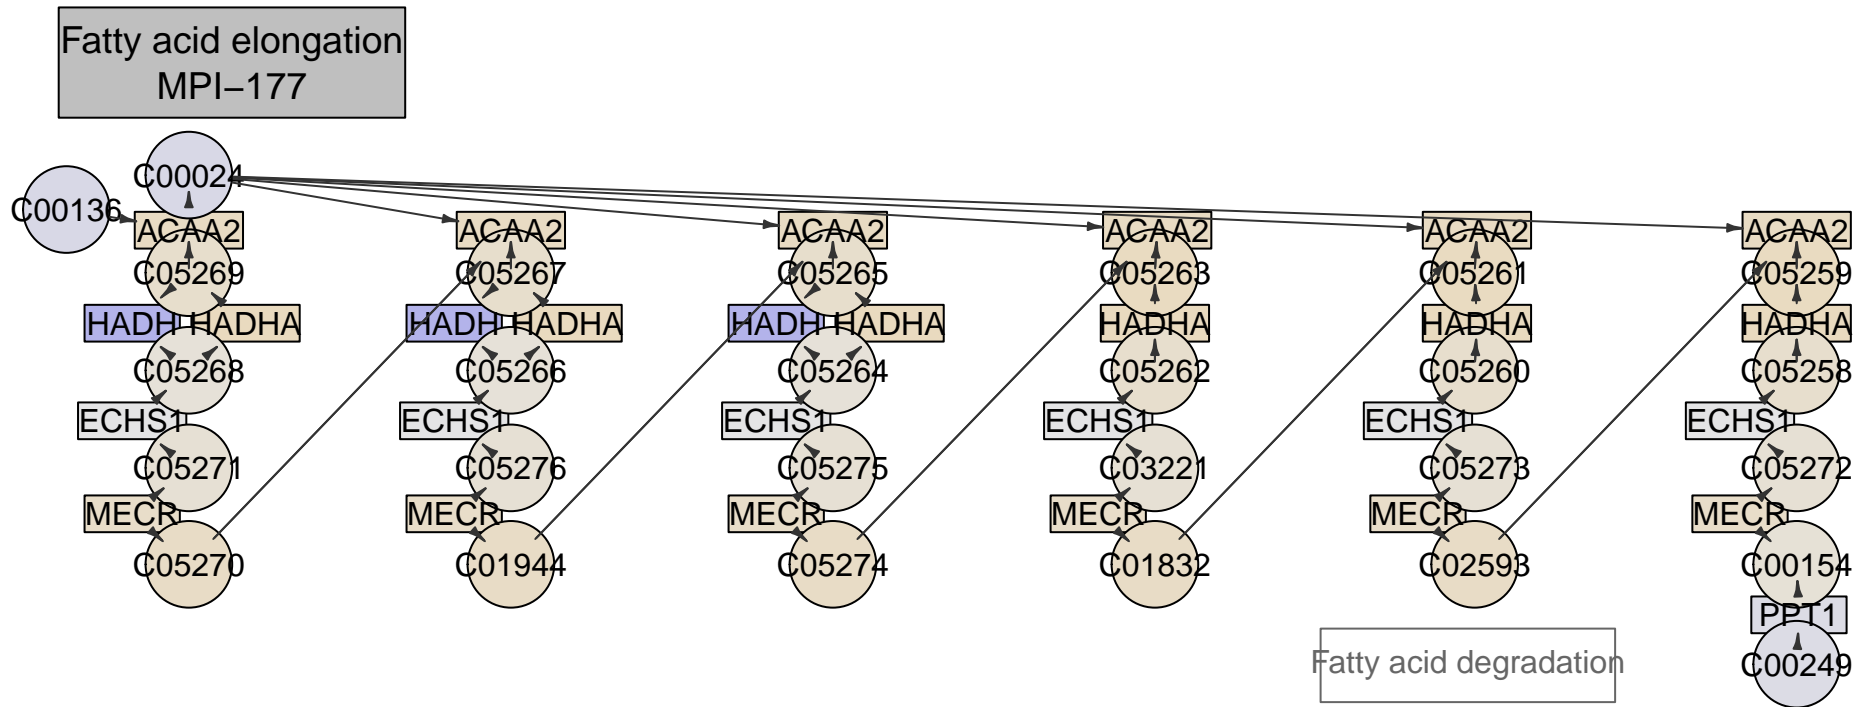 Fatty acid elongation
MPI−177
C00024
C00136
ACAA2 ACAA2 ACAA2 ACAA2 ACAA2 ACAA2
C05269 C05267 C05265 C05263 C05261 C05259
HADH HADHA HADH HADHA HADH HADHA HADHA HADHA HADHA
C05268 C05266 C05264 C05262 C05260 C05258
ECHS1 ECHS1 ECHS1 ECHS1 ECHS1 ECHS1
C05271 C05276 C05275 C03221 C05273 C05272
MECR MECR MECR MECR MECR MECR
C05270 C01944 C05274 C01832 C02593 C00154
PPT1
Fatty acid degradation C00249